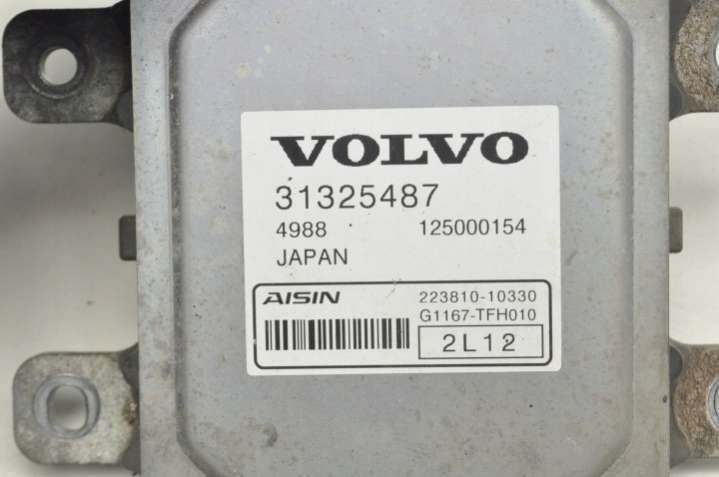 VOLVO
31325487
4988 125000154
JAPAN
AISIN 223810-10330
G1167-TFH010
2L12